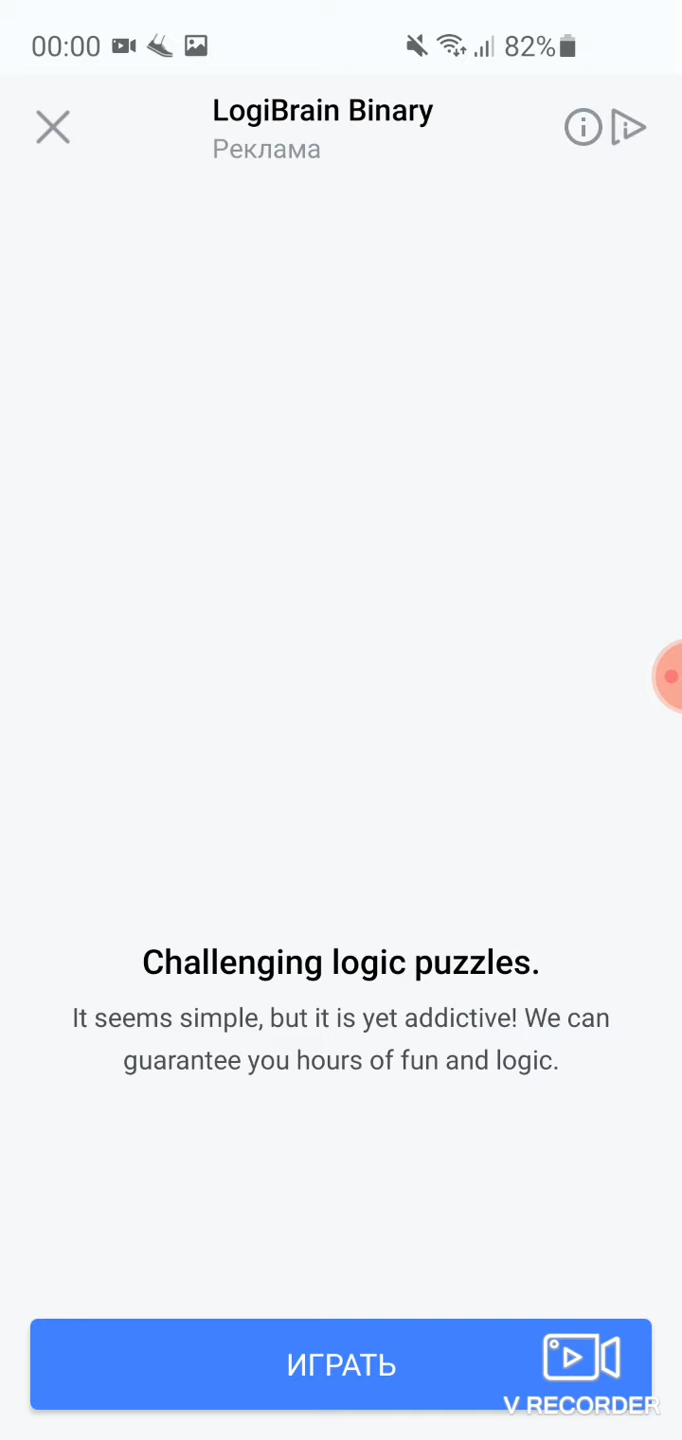 00:00 82%
LogiBrain Binary
Реклама
Challenging logic puzzles.
It seems simple, but it is yet addictive! We can
guarantee you hours of fun and logic.
ИГРАТЬ
V RECORDER